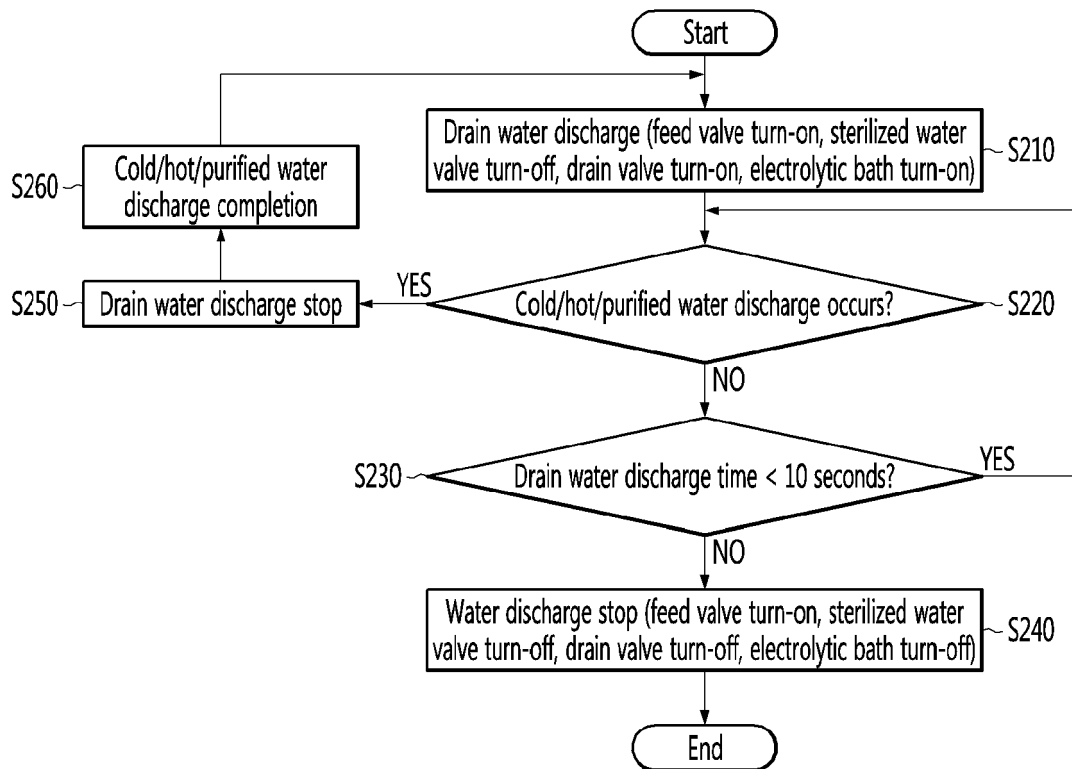 Start
Drain water discharge (feed valve turn-on, sterilized water
valve turn-off, drain valve turn-on, electrolytic bath turn-on)
S210
S260
Cold/hot/purified water
discharge completion
S250
Drain water discharge stop
YES
Cold/hot/purified water discharge occurs?
S220
NO
S230
Drain water discharge time < 10 seconds?
YES
NO
Water discharge stop (feed valve turn-on, sterilized water
valve turn-off, drain valve turn-off, electrolytic bath turn-off)
S240
End